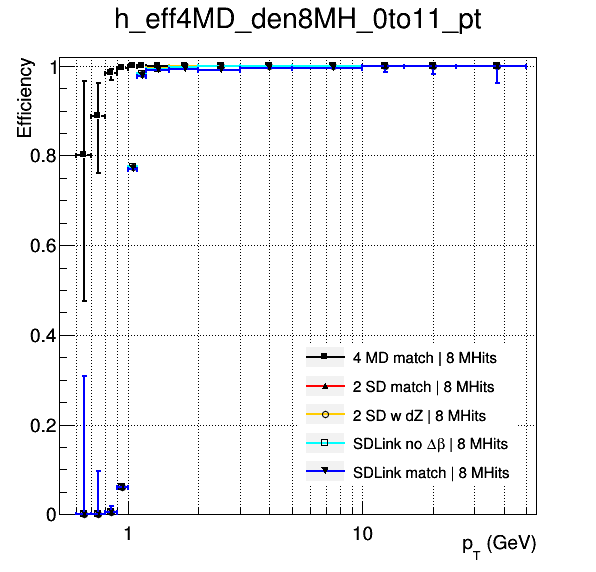 h_eff4MD_den8MH_0to11_pt
Efficiency
1
0.8
0.6
0.4
0.2
0
4 MD match | 8 MHits
2 SD match | 8 MHits
2 SD w dZ | 8 MHits
SDLink no Δβ | 8 MHits
SDLink match | 8 MHits
1 10
p_T (GeV)